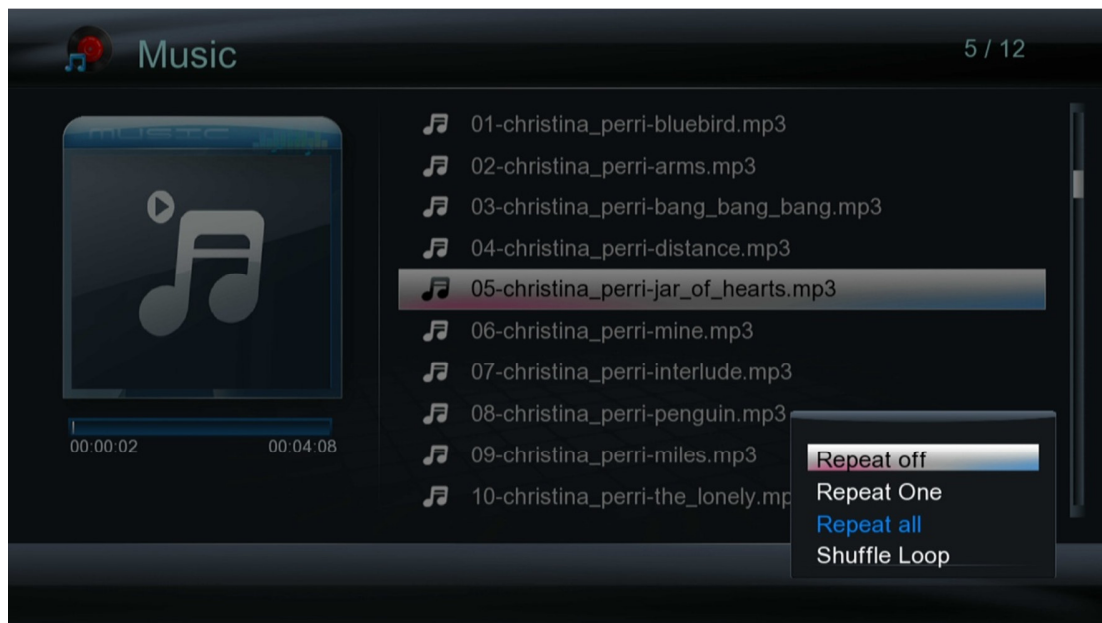 Music
5 / 12
MUSIC
01-christina_perri-bluebird.mp3
02-christina_perri-arms.mp3
03-christina_perri-bang_bang_bang.mp3
04-christina_perri-distance.mp3
05-christina_perri-jar_of_hearts.mp3
06-christina_perri-mine.mp3
07-christina_perri-interlude.mp3
08-christina_perri-penguin.mp3
09-christina_perri-miles.mp3
10-christina_perri-the_lonely.mp
00:00:02 00:04:08
Repeat off
Repeat One
Repeat all
Shuffle Loop